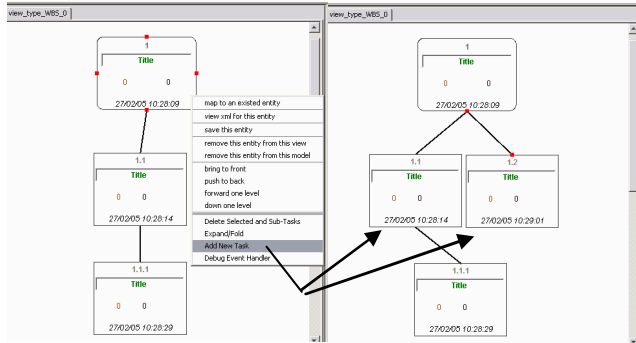 view_type_WBS_0
1
Title
0 0
27/02/05 10:28:09
1.1
Title
0 0
27/02/05 10:28:14
1.1.1
Title
0 0
27/02/05 10:28:29
map to an existed entity
view xml for this entity
save this entity
remove this entity from this view
remove this entity from this model
bring to front
push to back
forward one level
down one level
Delete Selected and Sub-Tasks
Expand/Fold
Add New Task
Debug Event Handler
view_type_WBS_0
1
Title
0 0
27/02/05 10:28:09
1.1
Title
0 0
27/02/05 10:28:14
1.2
Title
0 0
27/02/05 10:29:01
1.1.1
Title
0 0
27/02/05 10:28:29